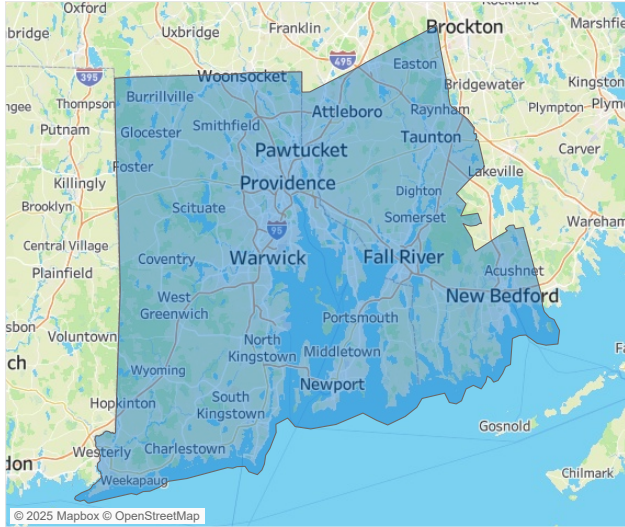 Oxford
Uxbridge
Franklin
Brockton
395
495
Easton
Woonsocket
Burrillville
Thompson
Bridgewater
Kingston
Attleboro
Raynham
Plympton
Putnam
Glocester
Smithfield
Taunton
Carver
Pawtucket
Foster
Lakeville
Killingly
Providence
Dighton
Brooklyn
Scituate
Somerset
Wareham
95
Central Village
Coventry
Warwick
Fall River
Plainfield
Acushnet
West
Greenwich
New Bedford
Portsmouth
Voluntown
North
Kingstown
Middletown
Wyoming
Newport
Hopkinton
South
Kingstown
Gosnold
Westerly
Charlestown
Weekapaug
Chilmark
© 2025 Mapbox © OpenStreetMap